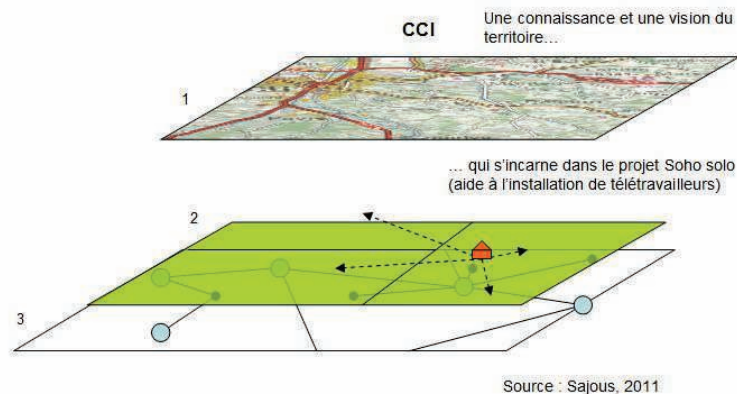 CCI
Une connaissance et une vision du
territoire…
1
… qui s'incarne dans le projet Soho solo
(aide à l'installation de télétravailleurs)
2
3
Source : Sajous, 2011